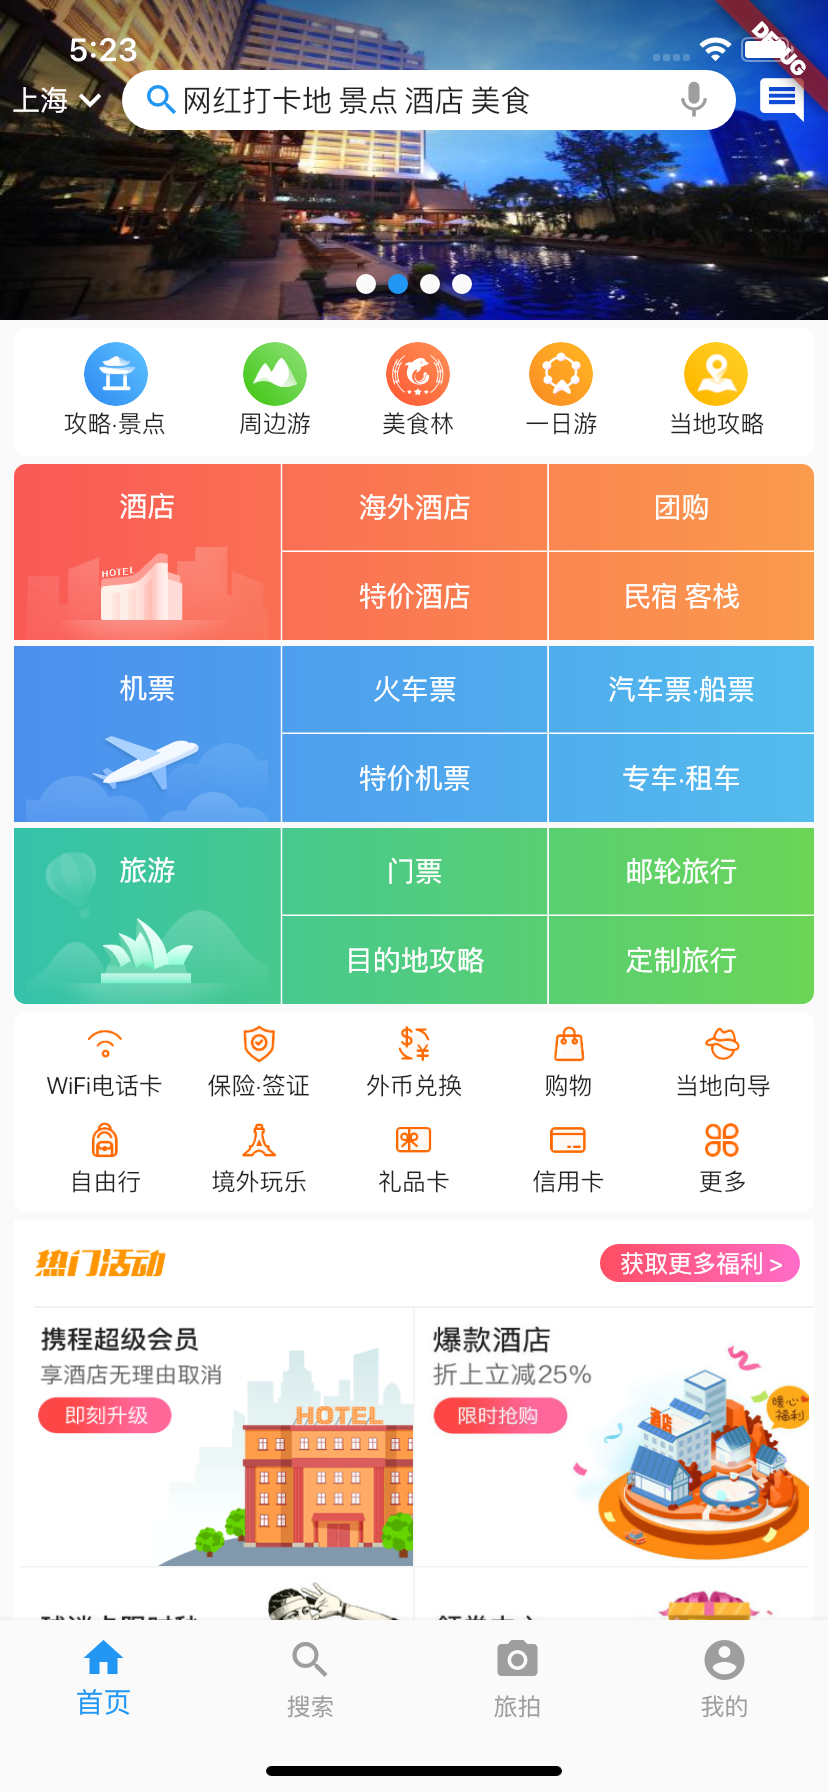 5:23
DEBUG
上海
网红打卡地 景点 酒店 美食
攻略·景点
周边游
美食林
一日游
当地攻略
酒店
海外酒店
团购
HOTEL
特价酒店
民宿 客栈
机票
火车票
汽车票·船票
特价机票
专车·租车
旅游
门票
邮轮旅行
目的地攻略
定制旅行
WiFi电话卡
保险·签证
外币兑换
购物
当地向导
自由行
境外玩乐
礼品卡
信用卡
更多
热门活动
获取更多福利 >
携程超级会员
享酒店无理由取消
即刻升级
HOTEL
爆款酒店
折上立减25%
限时抢购
暖心
福利
首页
搜索
旅拍
我的